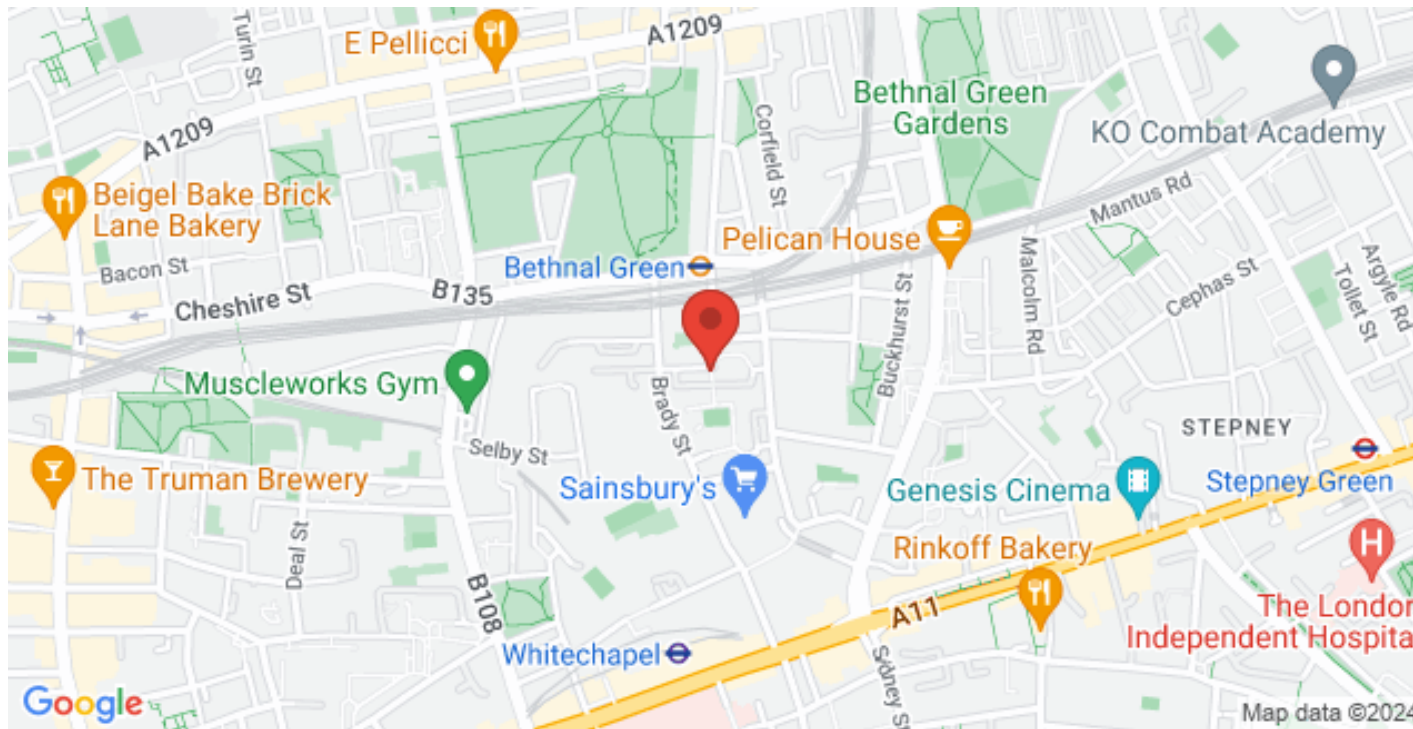 Turin St
E Pellicci
A1209
A1209
Corfield St
Bethnal Green
Gardens
KO Combat Academy
Beigel Bake Brick
Lane Bakery
Mantus Rd
Pelican House
Bacon St
Bethnal Green
Cheshire St
B135
Malcolm Rd
Cephas St
Argyle Rd
Tollet St
Buckhurst St
Muscleworks Gym
Brady St
Selby St
STEPNEY
The Truman Brewery
Sainsbury's
Genesis Cinema
Stepney Green
Deal St
Rinkoff Bakery
H
B108
A11
The London
Independent Hospita
Whitechapel
Sidney St
Google
Map data ©2024